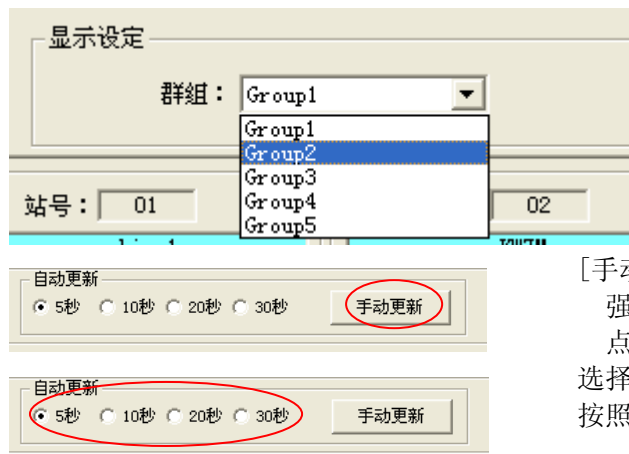 显示设定
群组： Group1
Group1
Group2
Group3
Group4
Group5
站号： 01
02
自动更新
5秒 10秒 20秒 30秒 手动更新
自动更新
5秒 10秒 20秒 30秒 手动更新
[手动
强
点
选择
按照